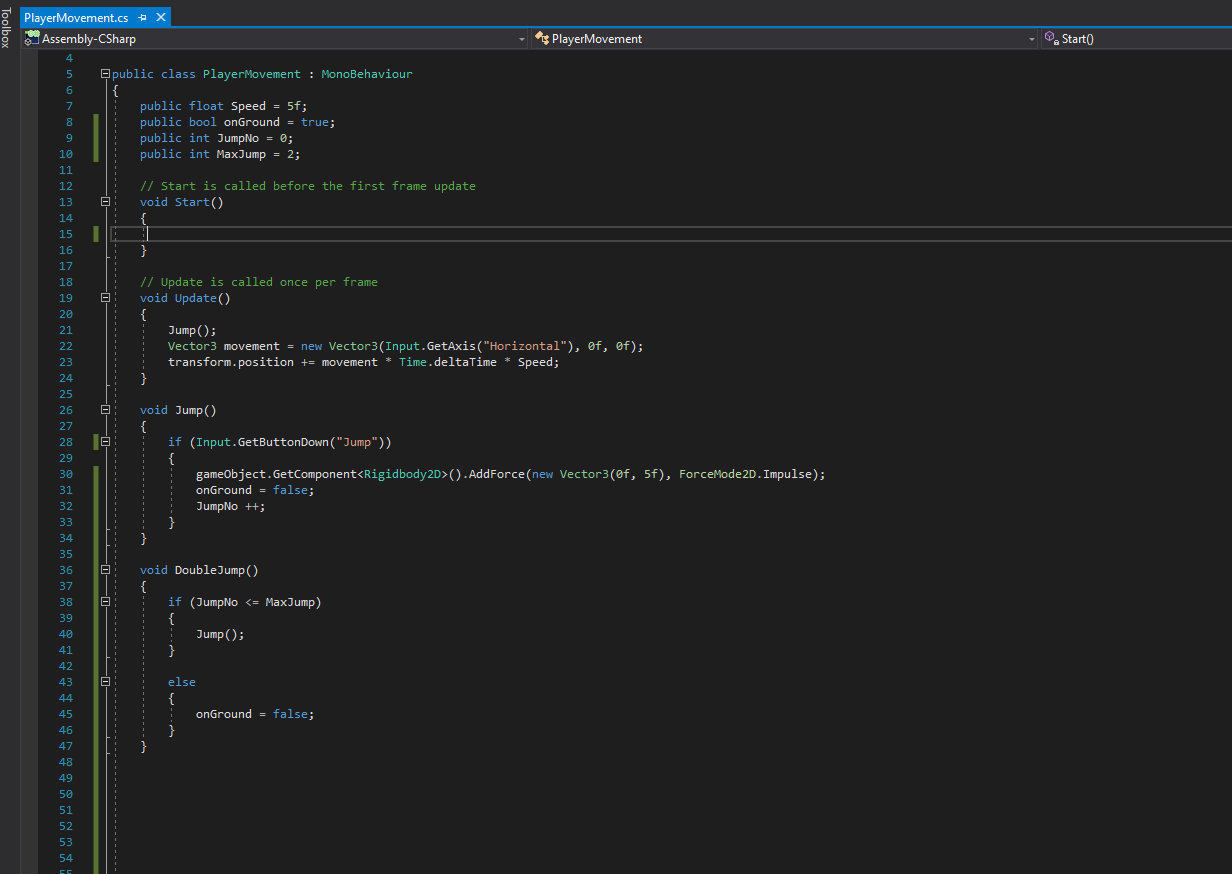 Toolbox
PlayerMovement.cs
Assembly-CSharp PlayerMovement Start()
4
5 public class PlayerMovement : MonoBehaviour
6 {
7 public float Speed = 5f;
8 public bool onGround = true;
9 public int JumpNo = 0;
10 public int MaxJump = 2;
11
12 // Start is called before the first frame update
13 void Start()
14 {
15
16 }
17
18 // Update is called once per frame
19 void Update()
20 {
21 Jump();
22 Vector3 movement = new Vector3(Input.GetAxis("Horizontal"), 0f, 0f);
23 transform.position += movement * Time.deltaTime * Speed;
24 }
25
26 void Jump()
27 {
28 if (Input.GetButtonDown("Jump"))
29 {
30 gameObject.GetComponent<Rigidbody2D>().AddForce(new Vector3(0f, 5f), ForceMode2D.Impulse);
31 onGround = false;
32 JumpNo ++;
33 }
34 }
35
36 void DoubleJump()
37 {
38 if (JumpNo <= MaxJump)
39 {
40 Jump();
41 }
42
43 else
44 {
45 onGround = false;
46 }
47 }
48
49
50
51
52
53
54
55